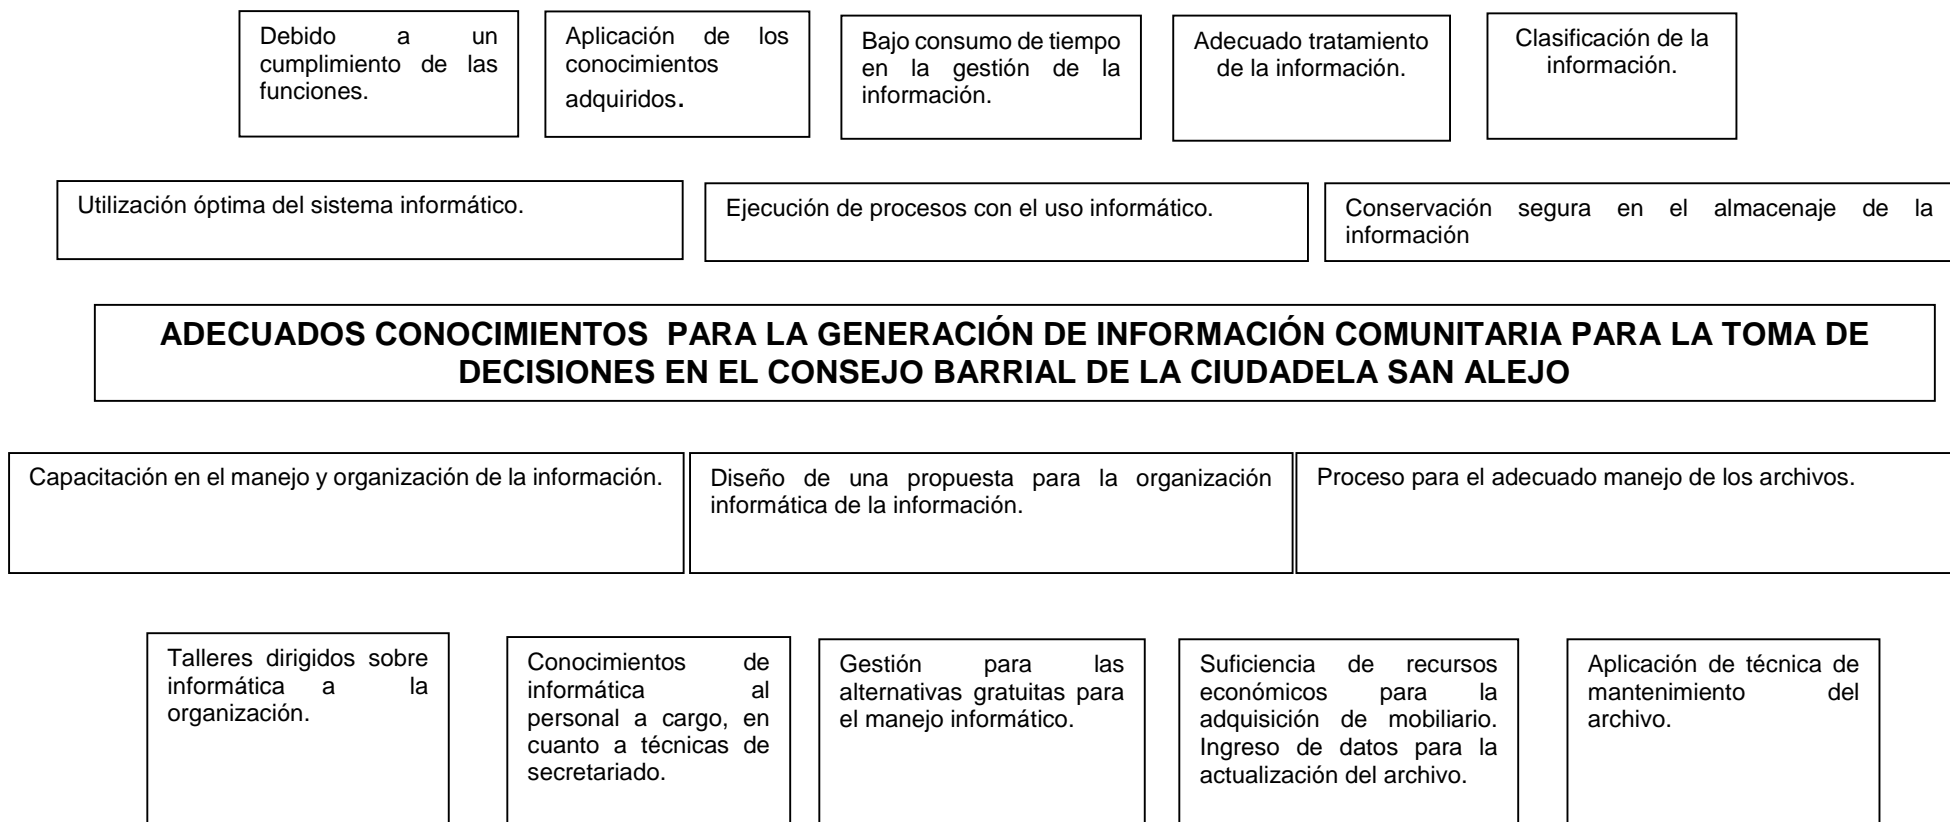 Debido a un
cumplimiento de las
funciones.
Aplicación de los
conocimientos
adquiridos.
Bajo consumo de tiempo
en la gestión de la
información.
Adecuado tratamiento
de la información.
Clasificación de la
información.
Utilización óptima del sistema informático.
Ejecución de procesos con el uso informático.
Conservación segura en el almacenaje de la
información
ADECUADOS CONOCIMIENTOS PARA LA GENERACIÓN DE INFORMACIÓN COMUNITARIA PARA LA TOMA DE
DECISIONES EN EL CONSEJO BARRIAL DE LA CIUDADELA SAN ALEJO
Capacitación en el manejo y organización de la información.
Diseño de una propuesta para la organización
informática de la información.
Proceso para el adecuado manejo de los archivos.
Talleres dirigidos sobre
informática a la
organización.
Conocimientos de
informática al
personal a cargo, en
cuanto a técnicas de
secretariado.
Gestión para las
alternativas gratuitas para
el manejo informático.
Suficiencia de recursos
económicos para la
adquisición de mobiliario.
Ingreso de datos para la
actualización del archivo.
Aplicación de técnica de
mantenimiento del
archivo.